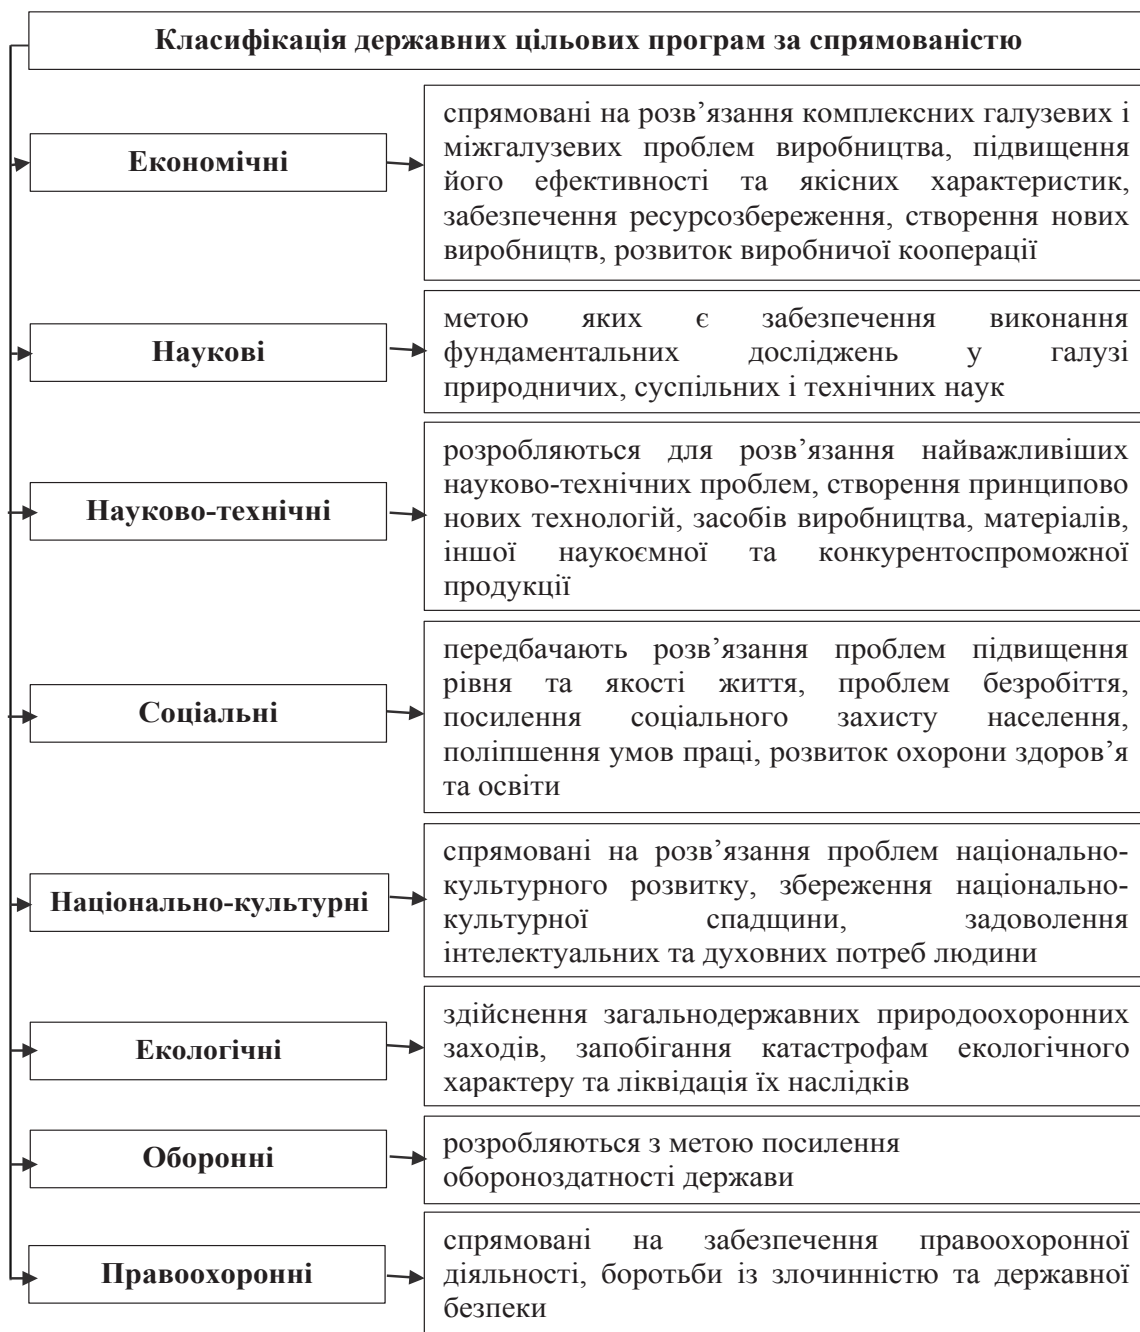 Класифікація державних цільових програм за спрямованістю
Економічні
спрямовані на розв’язання комплексних галузевих і
міжгалузевих проблем виробництва, підвищення
його ефективності та якісних характеристик,
забезпечення ресурсозбереження, створення нових
виробництв, розвиток виробничої кооперації
Наукові
метою яких є забезпечення виконання
фундаментальних досліджень у галузі
природничих, суспільних і технічних наук
Науково-технічні
розробляються для розв’язання найважливіших
науково-технічних проблем, створення принципово
нових технологій, засобів виробництва, матеріалів,
іншої наукоємної та конкурентоспроможної
продукції
Соціальні
передбачають розв’язання проблем підвищення
рівня та якості життя, проблем безробіття,
посилення соціального захисту населення,
поліпшення умов праці, розвиток охорони здоров’я
та освіти
Національно-культурні
спрямовані на розв’язання проблем національно-
культурного розвитку, збереження національно-
культурної спадщини, задоволення
інтелектуальних та духовних потреб людини
Екологічні
здійснення загальнодержавних природоохоронних
заходів, запобігання катастрофам екологічного
характеру та ліквідація їх наслідків
Оборонні
розробляються з метою посилення
обороноздатності держави
Правоохоронні
спрямовані на забезпечення правоохоронної
діяльності, боротьби із злочинністю та державної
безпеки